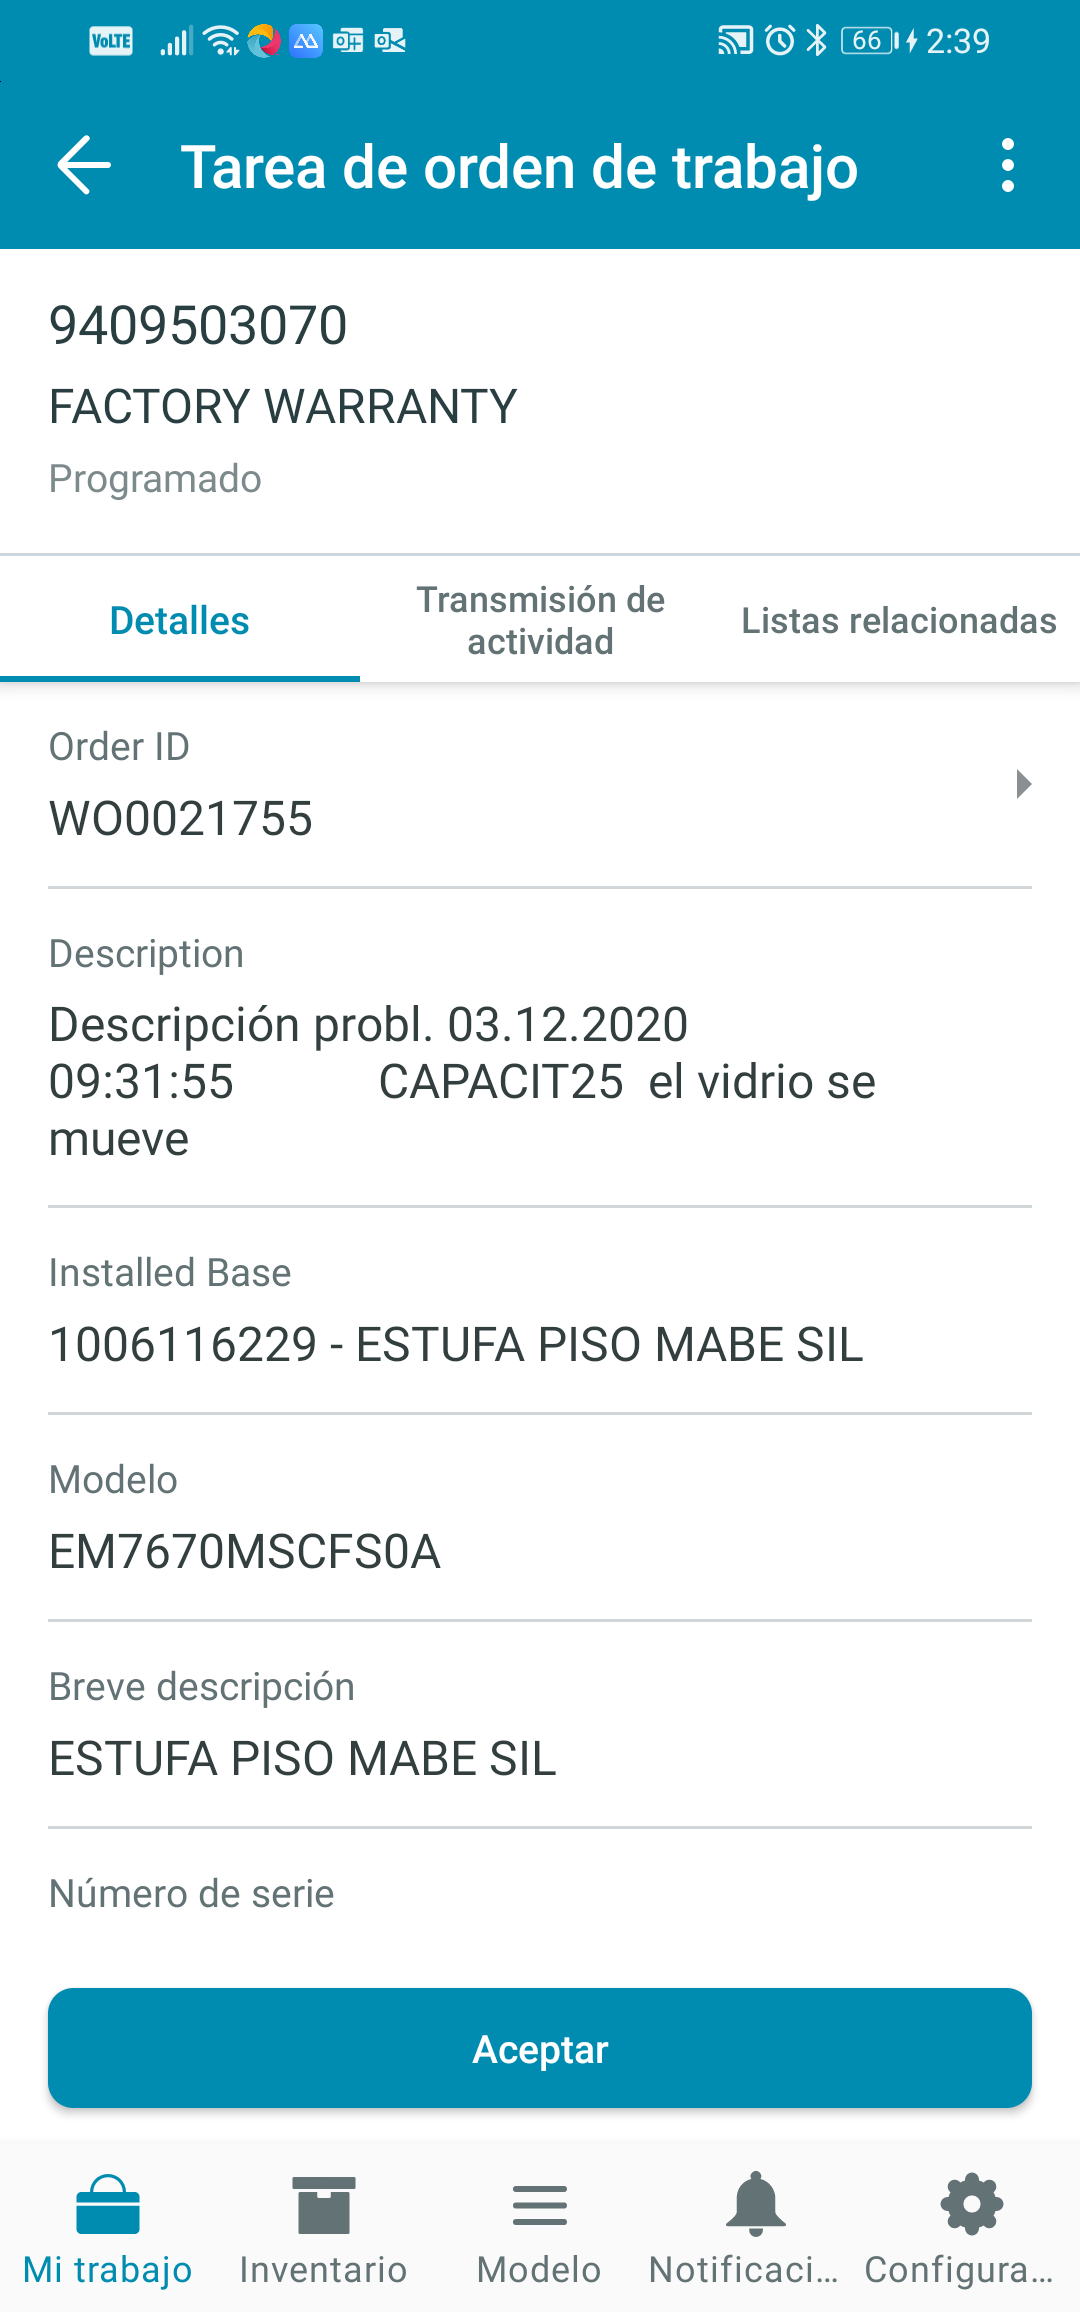 VoLTE 66 2:39
Tarea de orden de trabajo
9409503070
FACTORY WARRANTY
Programado
Detalles
Transmisión de
actividad
Listas relacionadas
Order ID
WO0021755
Description
Descripción probl. 03.12.2020
09:31:55 CAPACIT25 el vidrio se
mueve
Installed Base
1006116229 - ESTUFA PISO MABE SIL
Modelo
EM7670MSCFS0A
Breve descripción
ESTUFA PISO MABE SIL
Número de serie
Aceptar
Mi trabajo Inventario Modelo Notificaci... Configura...